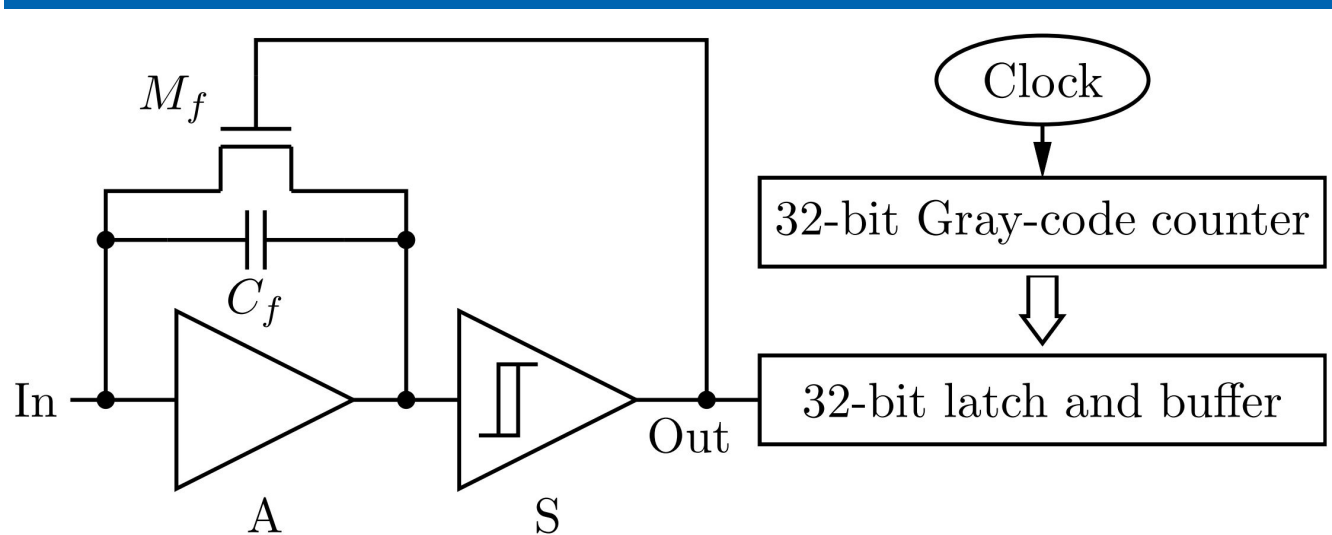 M_f
C_f
In
A
S
Out
Clock
32-bit Gray-code counter
32-bit latch and buffer